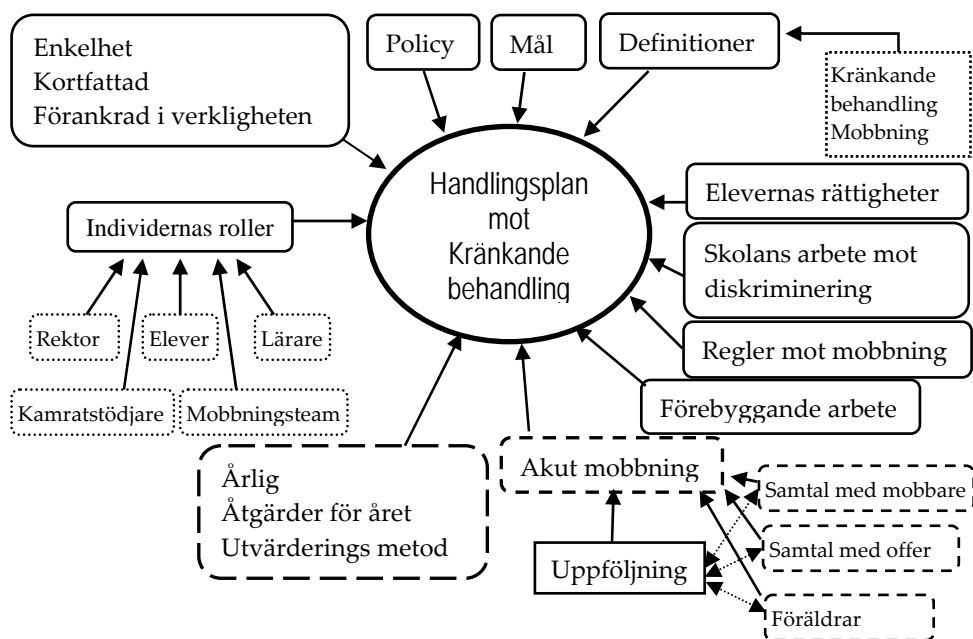 Enkelhet
Kortfattad
Förankrad i verkligheten
Policy
Mål
Definitioner
Kränkande
behandling
Mobbning
Handlingsplan
mot
Kränkande
behandling
Elevernas rättigheter
Skolans arbete mot
diskriminering
Regler mot mobbning
Förebyggande arbete
Individernas roller
Rektor
Elever
Lärare
Kamratstödjare
Mobbningsteam
Årlig
Åtgärder för året
Utvärderings metod
Akut mobbning
Uppföljning
Samtal med mobbare
Samtal med offer
Föräldrar